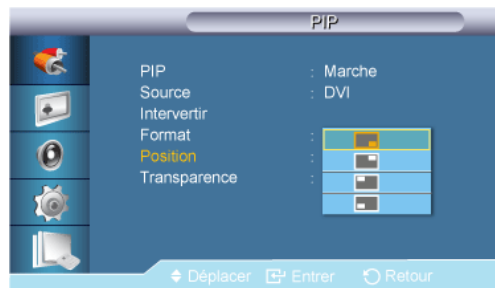 PIP
PIP : Marche
Source : DVI
Intervertir
Format :
Position :
Transparence :
Déplacer Entrer Retour